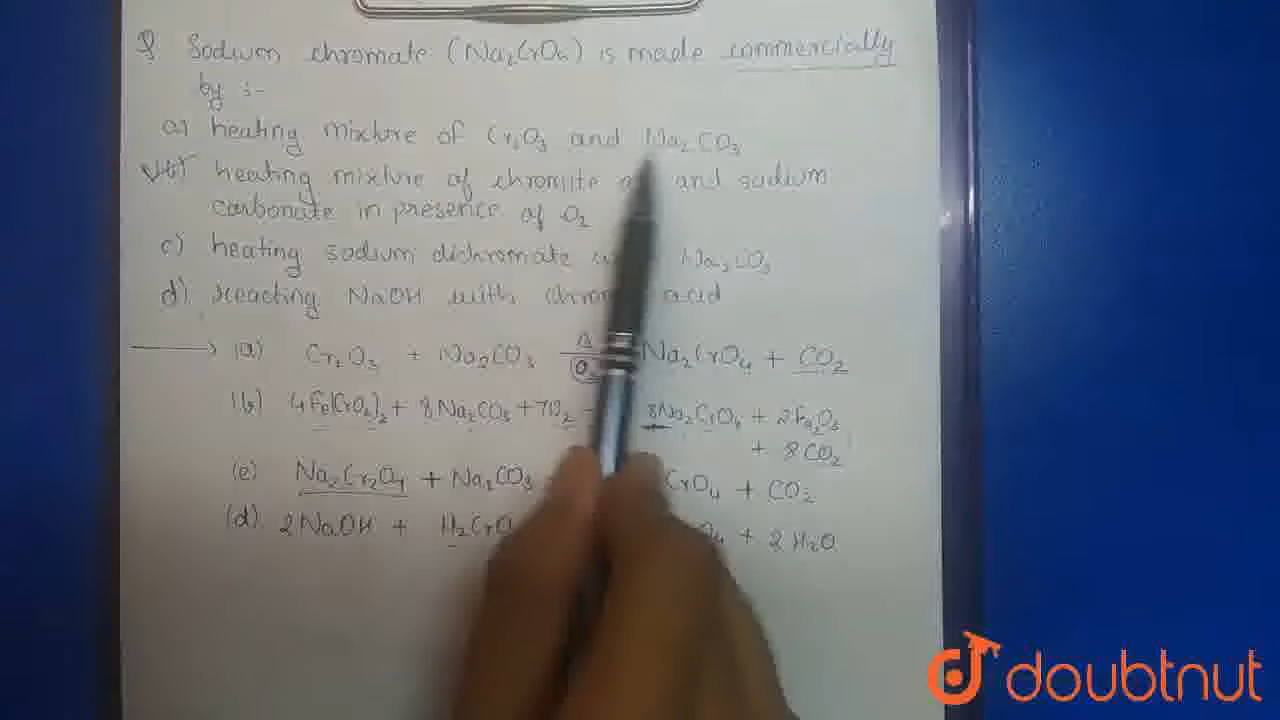 Q Sodium chromate (Na2CrO4) is made commercially
by :-
a) heating mixture of Cr2O3 and Na2CO3
b) heating mixture of chromite and sodium
carbonate in presence of O2
c) heating sodium dichromate Na2CO3
d) Reacting NaOH with acid
→ (a) Cr2O3 + Na2CO3 Δ Na2CrO4 + CO2
(b) 4Fe(CrO2)2 + 8Na2CO3 + 7O2 8Na2CrO4 + 2Fe2O3
+ 8CO2
(c) Na2Cr2O7 + Na2CO3 CrO4 + CO2
(d) 2NaOH + + 2H2O
doubtnut